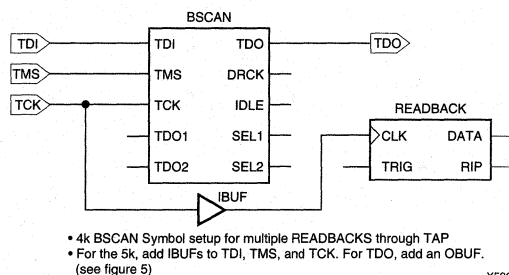 BSCAN
TDI TDI TDO TDO
TMS TMS DRCK
TCK TCK IDLE READBACK
TDO1 SEL1 CLK DATA
TDO2 SEL2 TRIG RIP
IBUF
• 4k BSCAN Symbol setup for multiple READBACKS through TAP
• For the 5k, add IBUFs to TDI, TMS, and TCK. For TDO, add an OBUF.
(see figure 5)